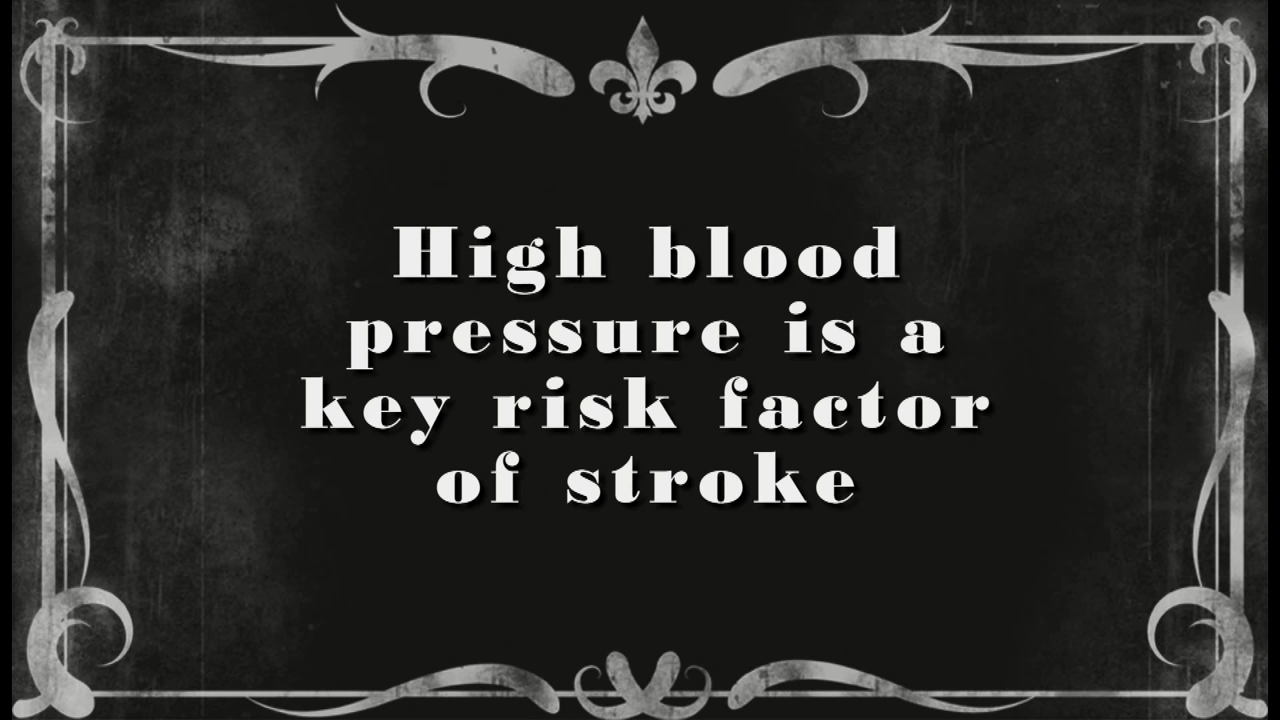 High blood
pressure is a
key risk factor
of stroke